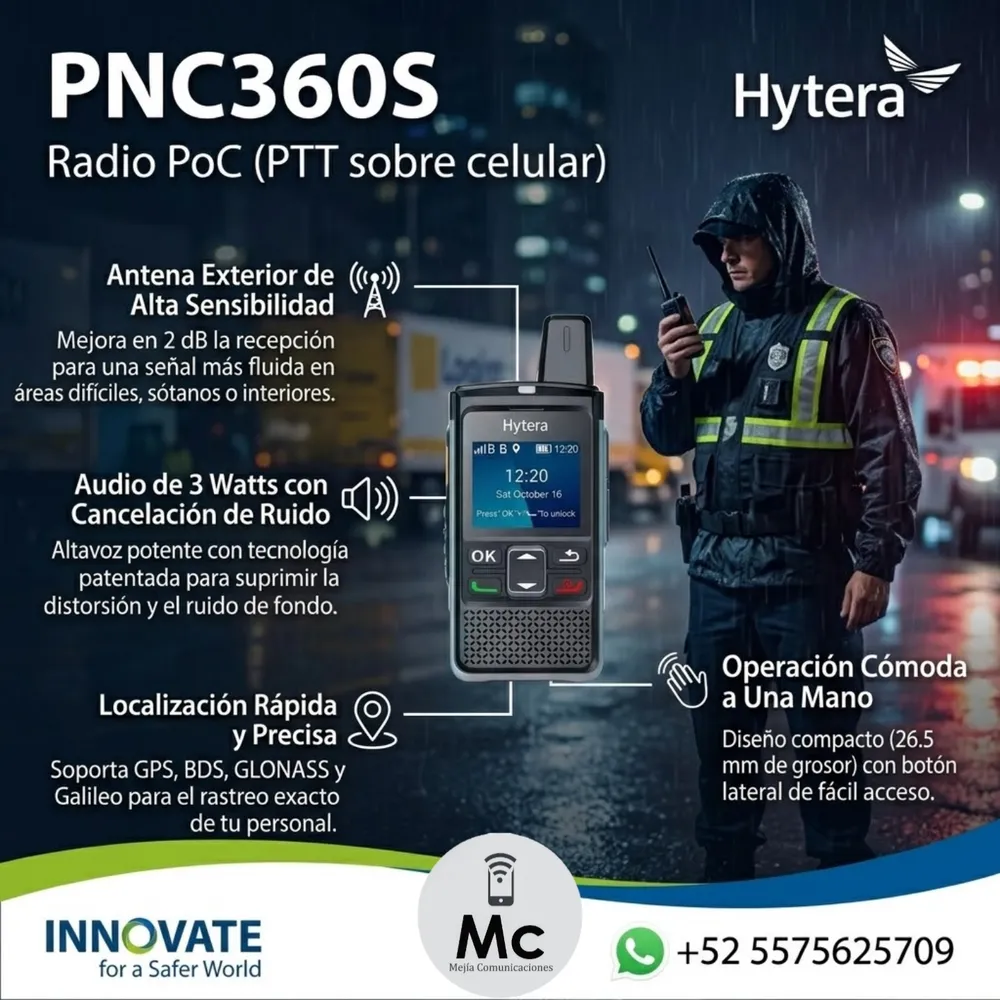 PNC360S
Radio PoC (PTT sobre celular)
Hytera
Antena Exterior de
Alta Sensibilidad
Mejora en 2 dB la recepción
para una señal más fluida en
áreas difíciles, sótanos o interiores.
Hytera
B B 12:20
12:20
Sat October 16
Press" OK"+" "To unlock
OK
Audio de 3 Watts con
Cancelación de Ruido
Altavoz potente con tecnología
patentada para suprimir la
distorsión y el ruido de fondo.
Localización Rápida
y Precisa
Soporta GPS, BDS, GLONASS y
Galileo para el rastreo exacto
de tu personal.
Operación Cómoda
a Una Mano
Diseño compacto (26.5
mm de grosor) con botón
lateral de fácil acceso.
INNOVATE
for a Safer World
Mc
Mejía Comunicaciones
+52 5575625709